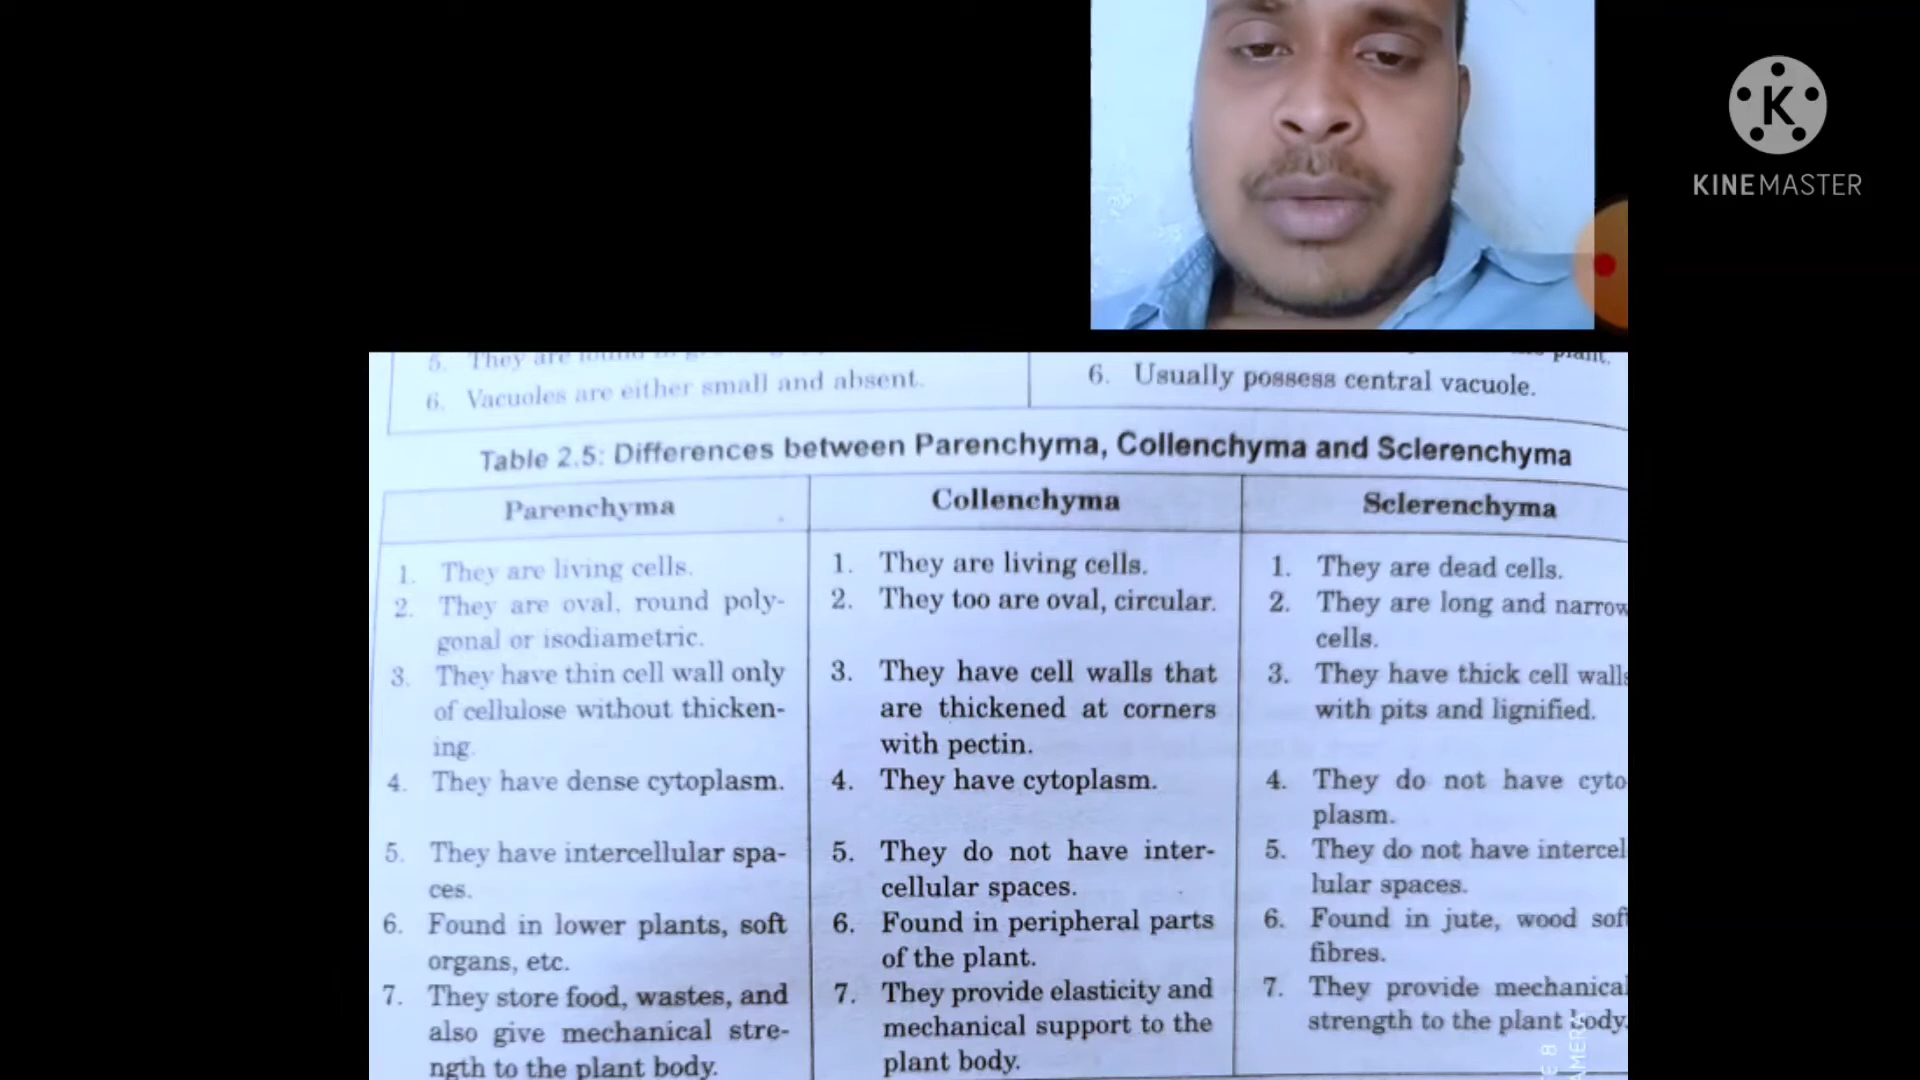 K
KINEMASTER
5. They are found in
plant.
6. Vacuoles are either small and absent.
6. Usually possess central vacuole.
Table 2.5: Differences between Parenchyma, Collenchyma and Sclerenchyma
Parenchyma
1. They are living cells.
2. They are oval, round poly-
gonal or isodiametric.
3. They have thin cell wall only
of cellulose without thicken-
ing.
4. They have dense cytoplasm.
5. They have intercellular spa-
ces.
6. Found in lower plants, soft
organs, etc.
7. They store food, wastes, and
also give mechanical stre-
ngth to the plant body.
Collenchyma
1. They are living cells.
2. They too are oval, circular.
3. They have cell walls that
are thickened at corners
with pectin.
4. They have cytoplasm.
5. They do not have inter-
cellular spaces.
6. Found in peripheral parts
of the plant.
7. They provide elasticity and
mechanical support to the
plant body.
Sclerenchyma
1. They are dead cells.
2. They are long and narrow
cells.
3. They have thick cell walls
with pits and lignified.
4. They do not have cyto
plasm.
5. They do not have intercel
lular spaces.
6. Found in jute, wood sof
fibres.
7. They provide mechanical
strength to the plant body.